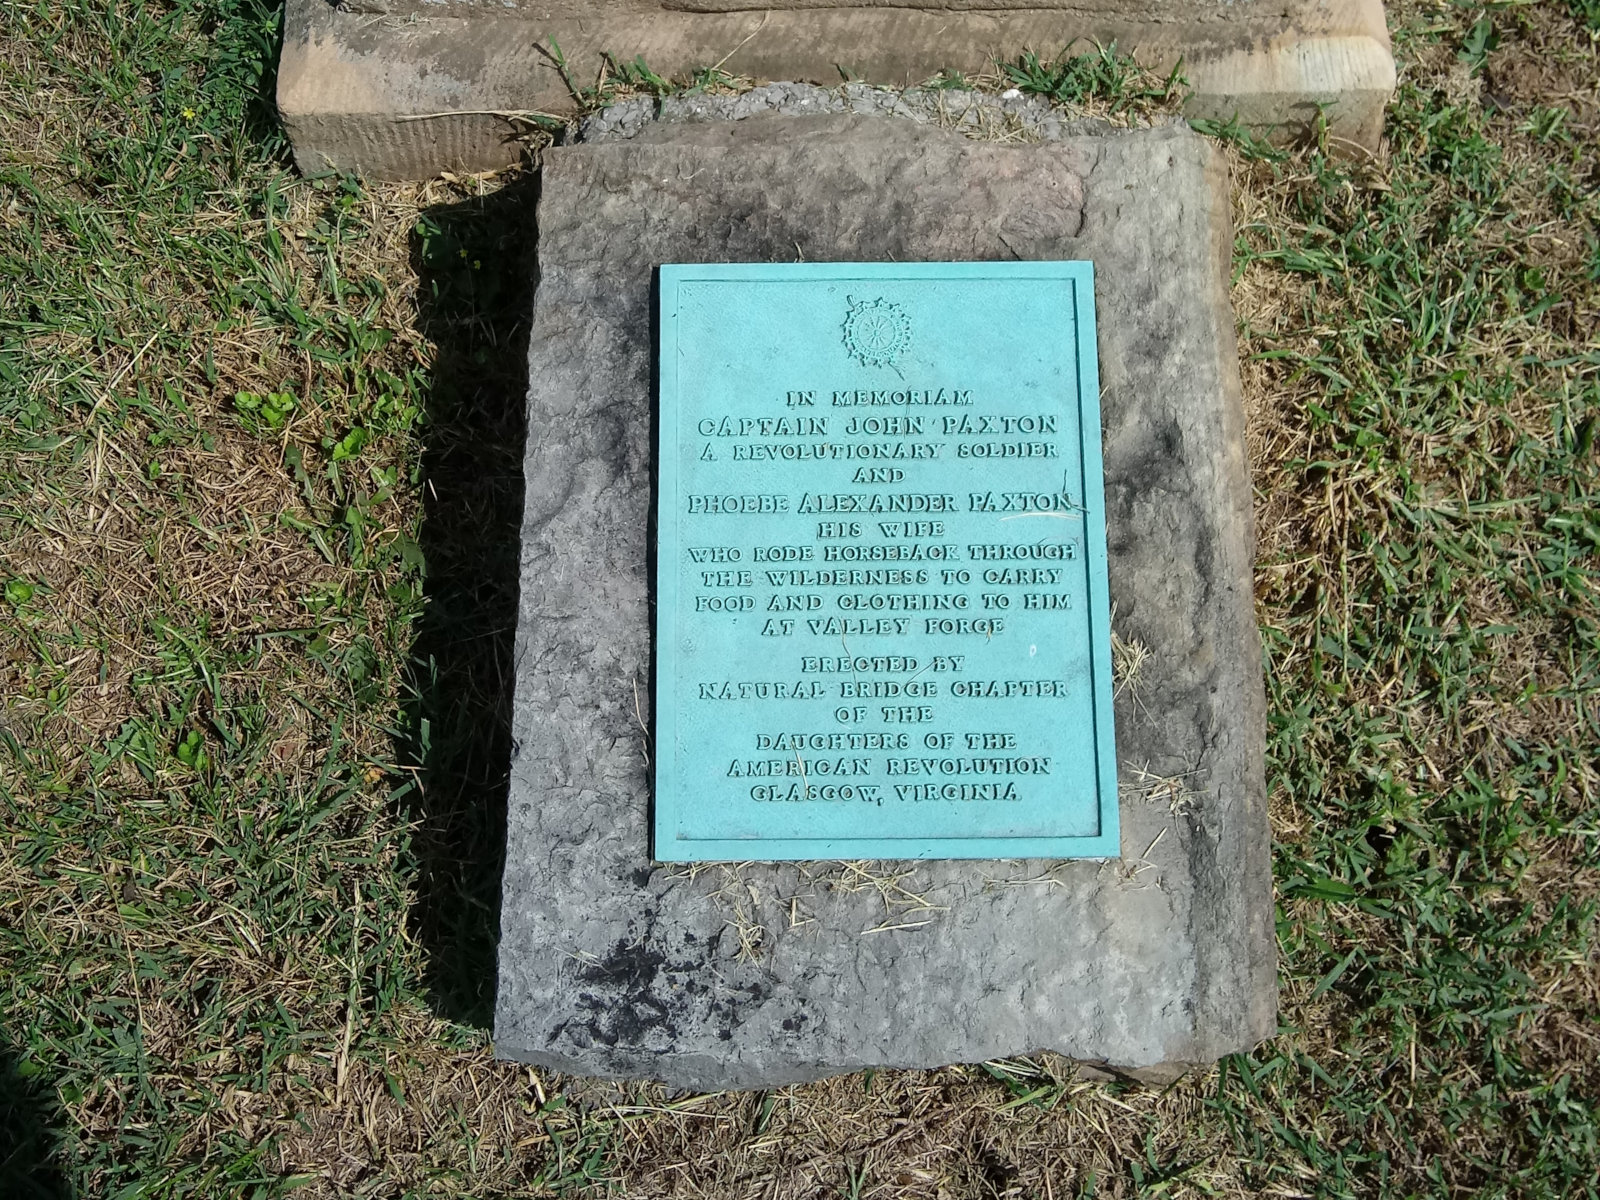 IN MEMORIAM
CAPTAIN JOHN PAXTON
A REVOLUTIONARY SOLDIER
AND
PHOEBE ALEXANDER PAXTON
HIS WIFE
WHO RODE HORSEBACK THROUGH
THE WILDERNESS TO CARRY
FOOD AND CLOTHING TO HIM
AT VALLEY FORGE
ERECTED BY
NATURAL BRIDGE CHAPTER
OF THE
DAUGHTERS OF THE
AMERICAN REVOLUTION
GLASGOW, VIRGINIA